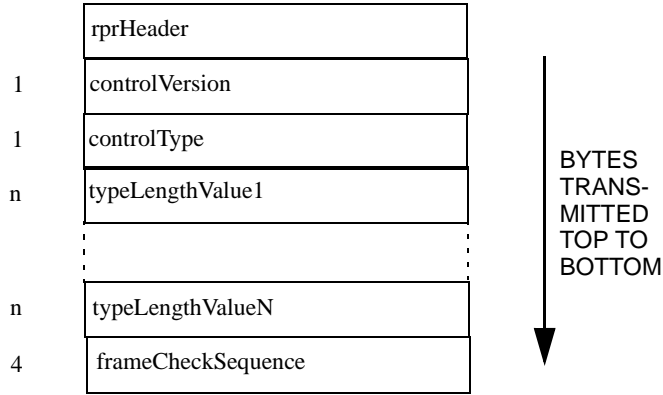 rprHeader
1 controlVersion
1 controlType
n typeLengthValue1
n typeLengthValueN
4 frameCheckSequence
BYTES
TRANS-
MITTED
TOP TO
BOTTOM